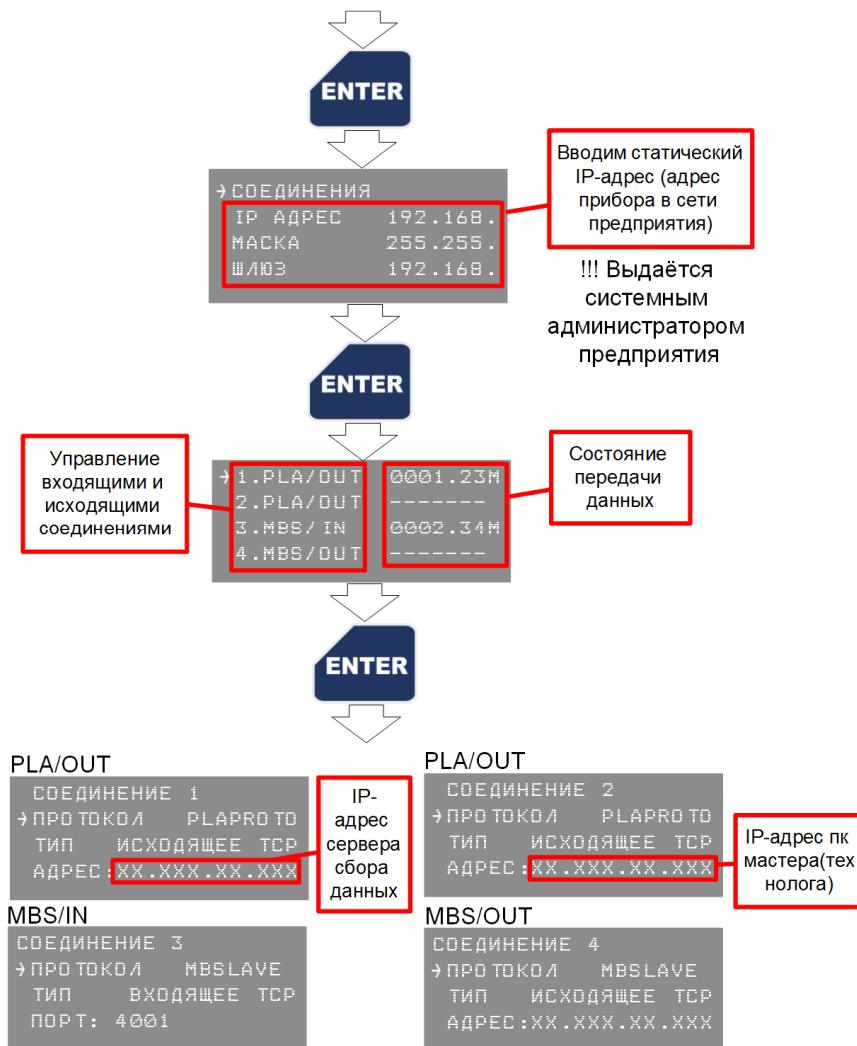 ENTER
→СОЕДИНЕНИЯ
IP АДРЕС 192.168.
МАСКА 255.255.
ШЛЮЗ 192.168.
Вводим статический
IP-адрес (адрес
прибора в сети
предприятия)
!!! Выдаётся
системным
администратором
предприятия
ENTER
Управление
входящими и
исходящими
соединениями
→1.PLA/OUT 0001.23M
2.PLA/OUT -------
3.MBS/IN 0002.34M
4.MBS/OUT -------
Состояние
передачи
данных
ENTER
PLA/OUT
СОЕДИНЕНИЕ 1
→ПРОТОКОЛ PLAPROTO
ТИП ИСХОДЯЩЕЕ TCP
АДРЕС:XX.XXX.XX.XXX
IP-
адрес
сервера
сбора
данных
PLA/OUT
СОЕДИНЕНИЕ 2
→ПРОТОКОЛ PLAPROTO
ТИП ИСХОДЯЩЕЕ TCP
АДРЕС:XX.XXX.XX.XXX
IP-адрес пк
мастера(тех
нолога)
MBS/IN
СОЕДИНЕНИЕ 3
→ПРОТОКОЛ MBSLAVE
ТИП ВХОДЯЩЕЕ TCP
ПОРТ: 4001
MBS/OUT
СОЕДИНЕНИЕ 4
→ПРОТОКОЛ MBSLAVE
ТИП ИСХОДЯЩЕЕ TCP
АДРЕС:XX.XXX.XX.XXX